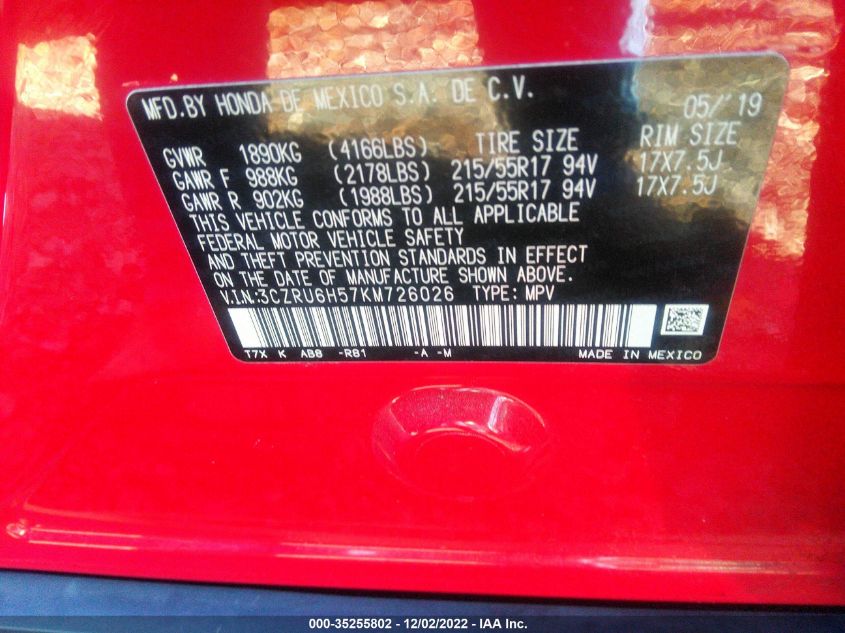 MFD.BY HONDA DE MEXICO S.A. DE C.V. 05/'19
TIRE SIZE RIM SIZE
GVWR 1890KG (4166LBS)
GAWR F 988KG (2178LBS) 215/55R17 94V 17X7.5J
GAWR R 902KG (1988LBS) 215/55R17 94V 17X7.5J
THIS VEHICLE CONFORMS TO ALL APPLICABLE
FEDERAL MOTOR VEHICLE SAFETY
AND THEFT PREVENTION STANDARDS IN EFFECT
ON THE DATE OF MANUFACTURE SHOWN ABOVE.
V.I.N:3CZRU6H57KM726026 TYPE: MPV
T7X K AB8 -R81 -A -M MADE IN MEXICO
000-35255802 - 12/02/2022 - IAA Inc.